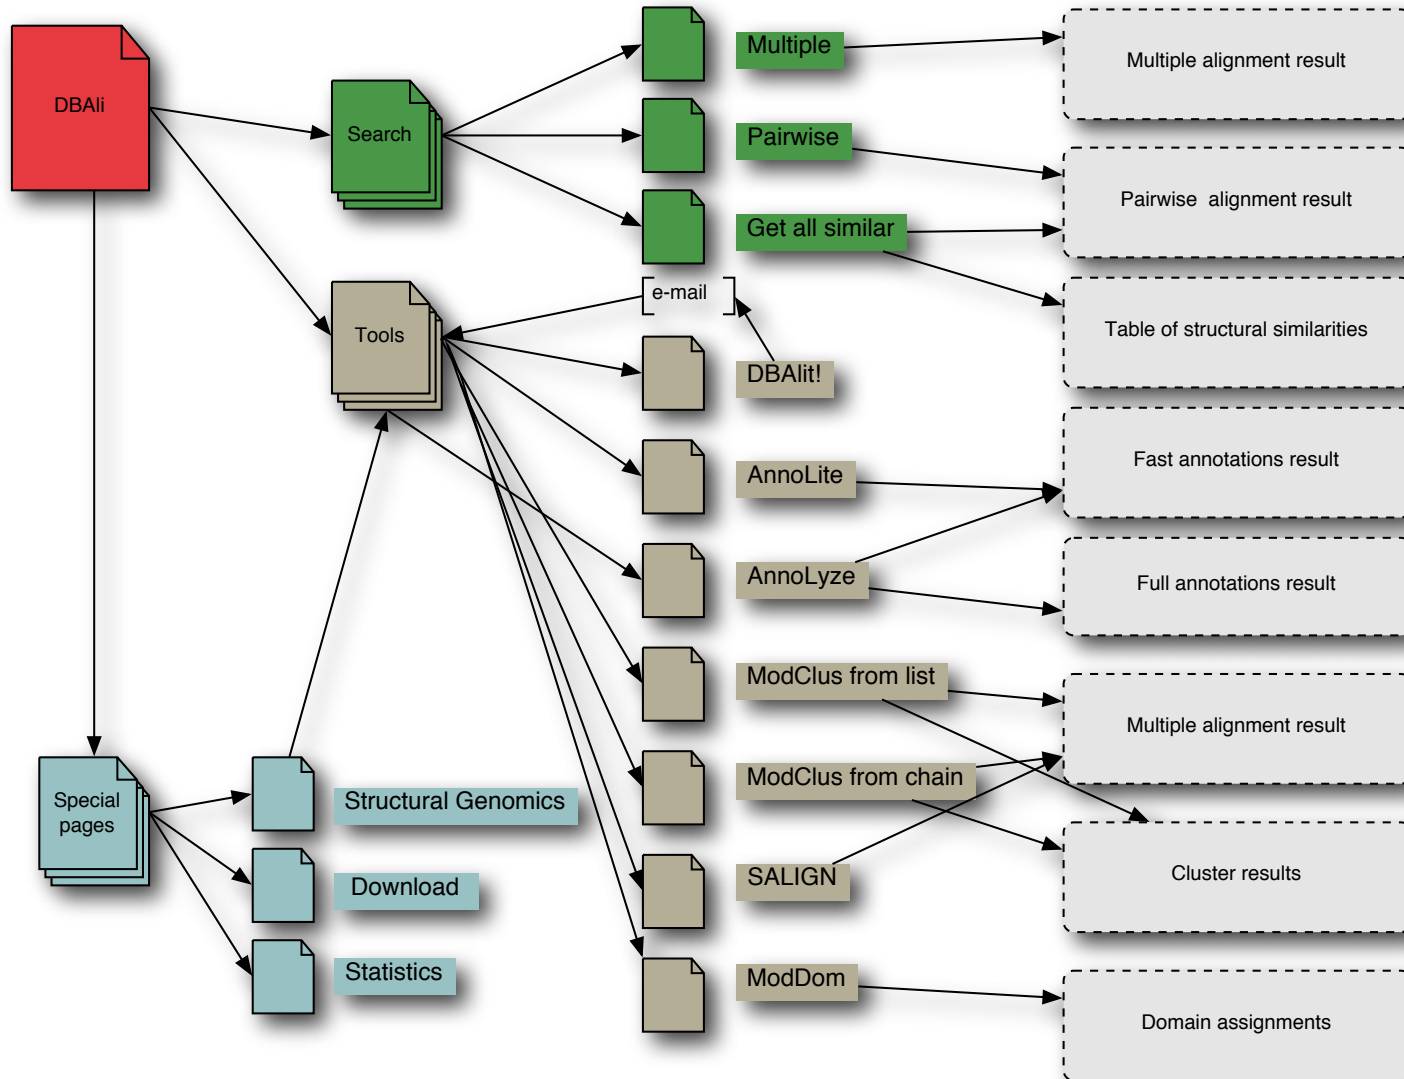 DBAli
Search
Tools
Special
pages
Structural Genomics
Download
Statistics
Multiple
Pairwise
Get all similar
e-mail
DBAlit!
AnnoLite
AnnoLyze
ModClus from list
ModClus from chain
SALIGN
ModDom
Multiple alignment result
Pairwise alignment result
Table of structural similarities
Fast annotations result
Full annotations result
Multiple alignment result
Cluster results
Domain assignments